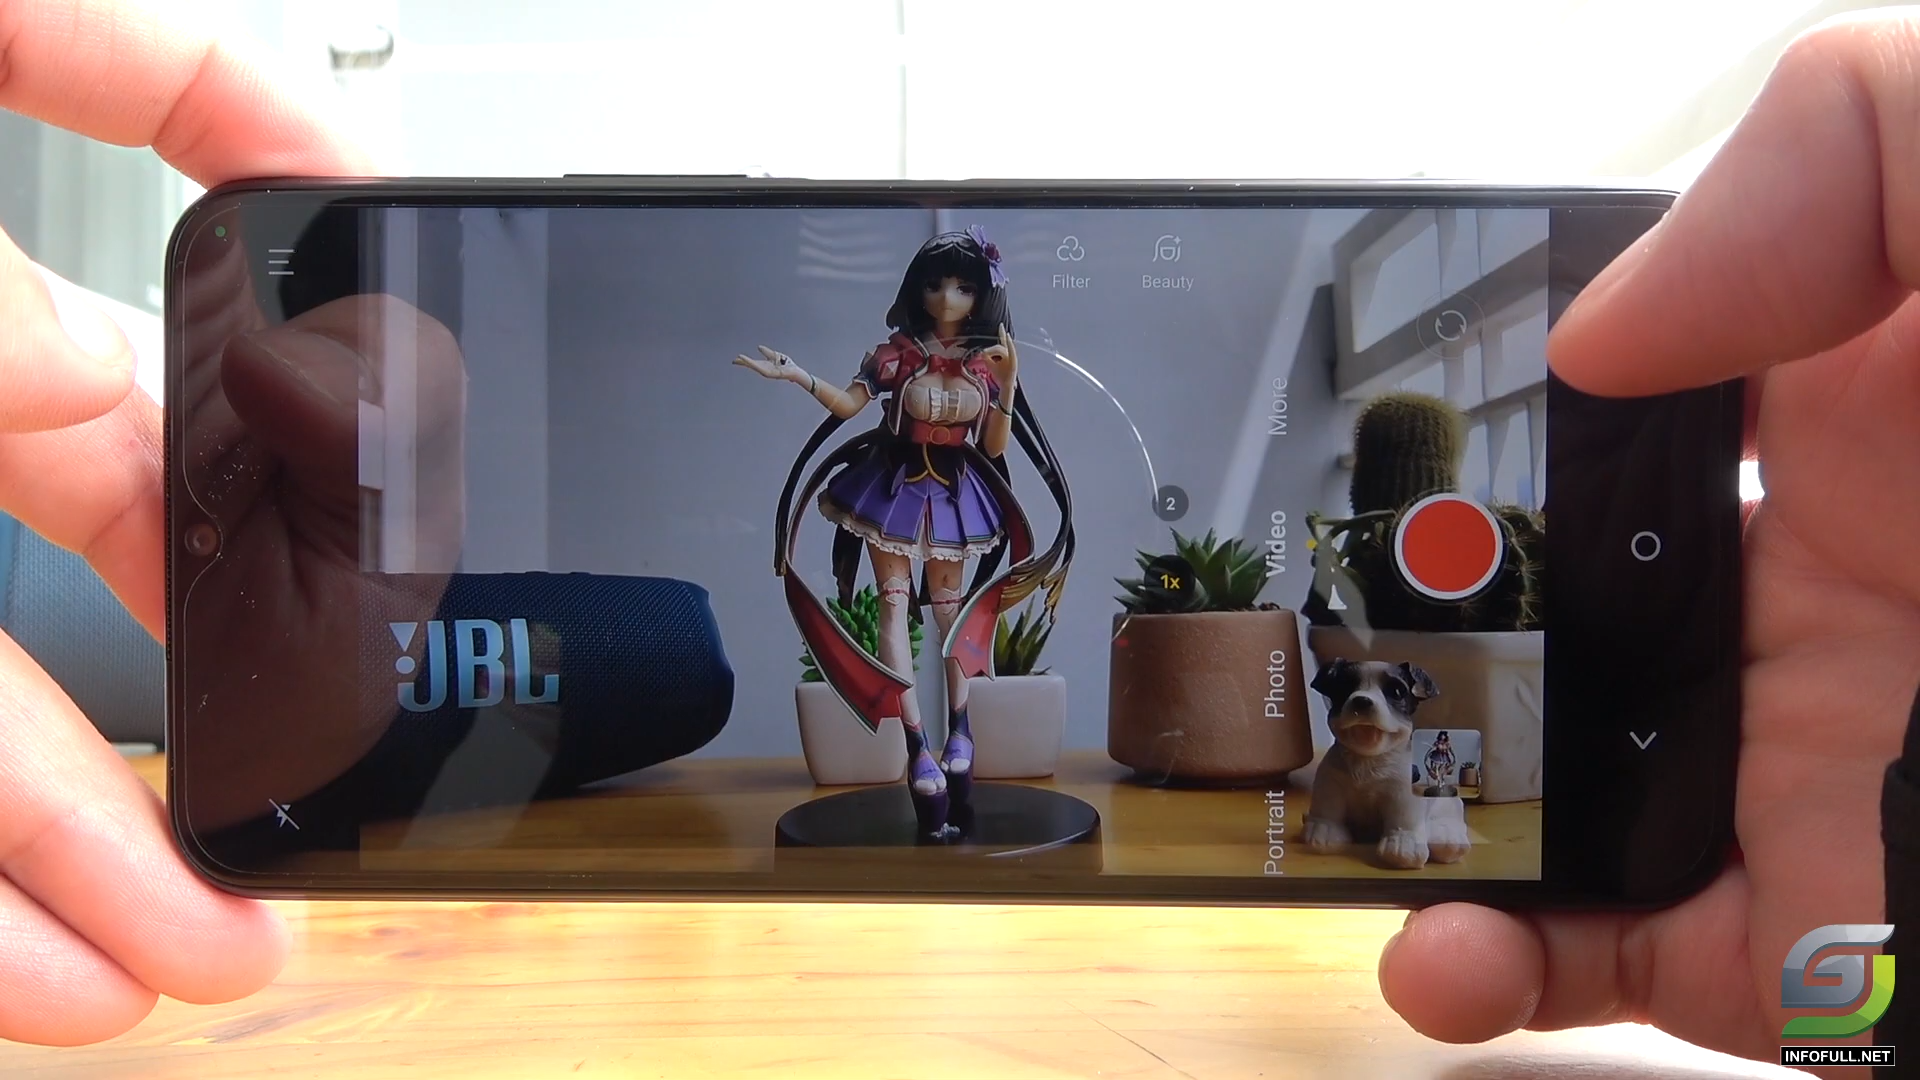 Filter
Beauty
More
2
Video
1x
JBL
Photo
Portrait
INFOFULL.NET